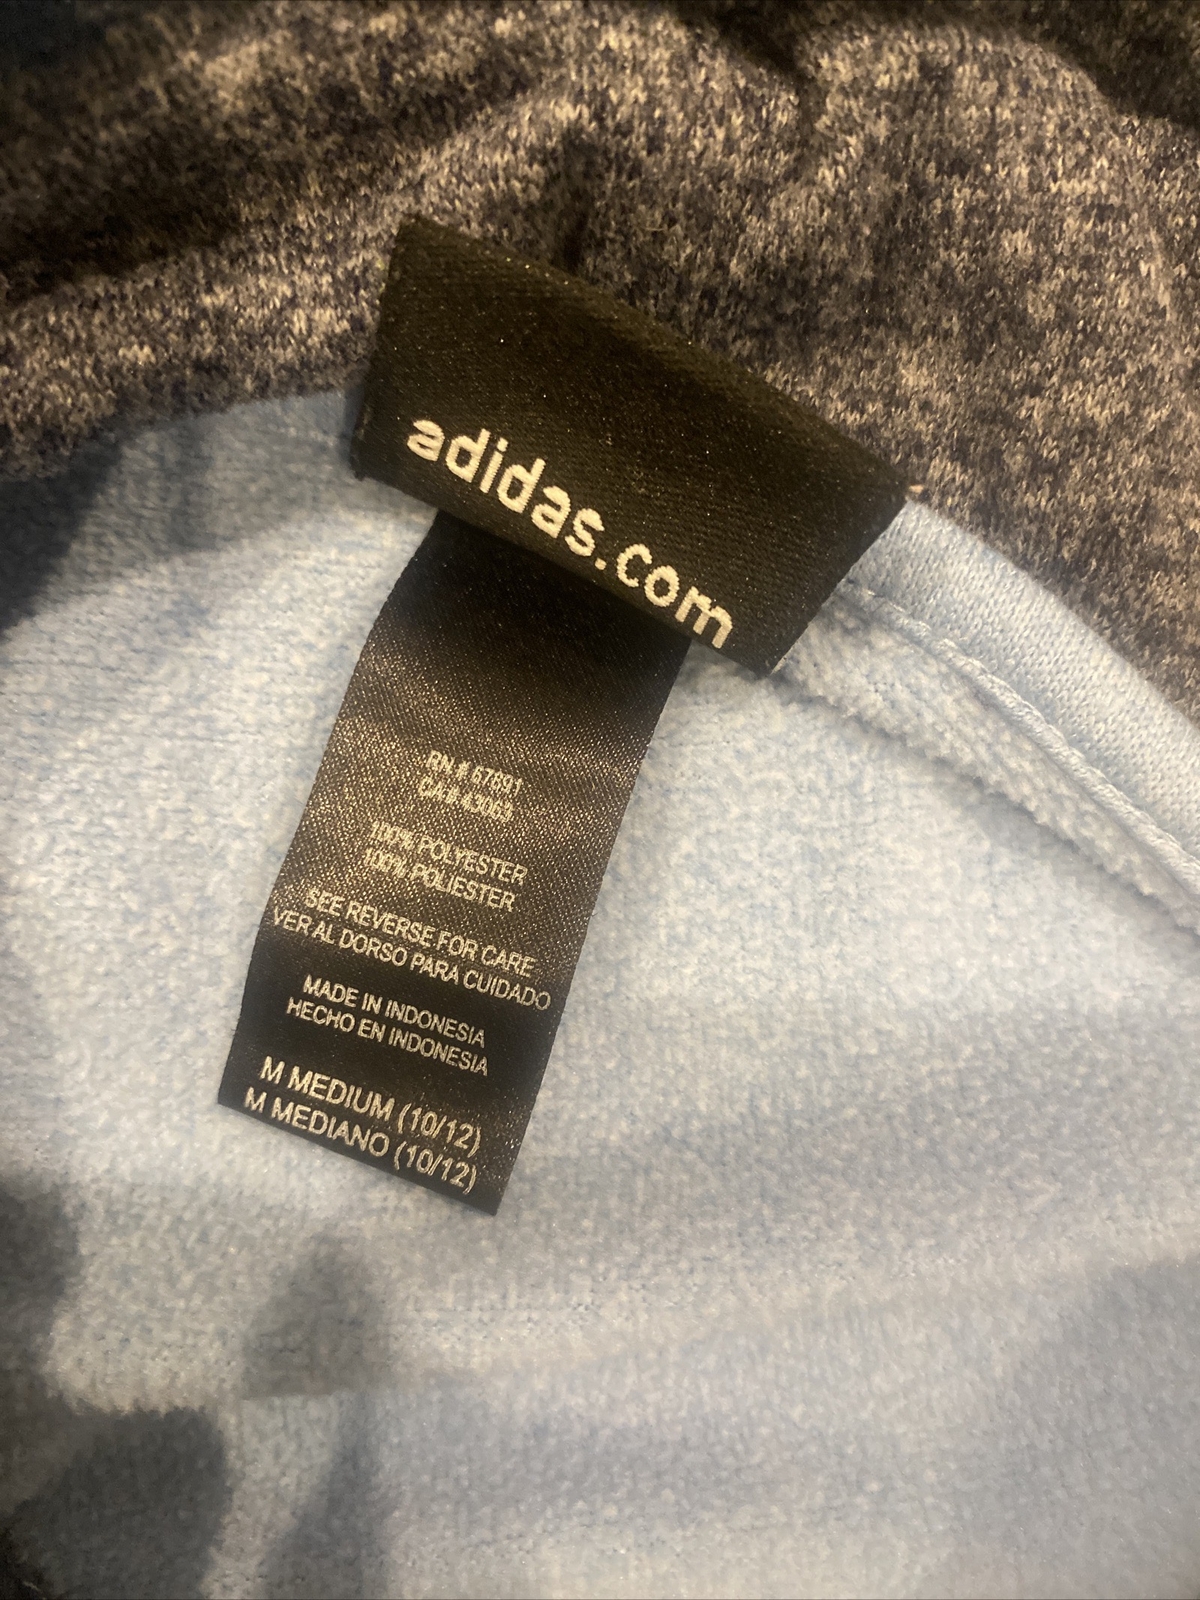 adidas.com
RN # 67891
CA # 43063
100% POLYESTER
100% POLIESTER
SEE REVERSE FOR CARE
VER AL DORSO PARA CUIDADO
MADE IN INDONESIA
HECHO EN INDONESIA
M MEDIUM (10/12)
M MEDIANO (10/12)